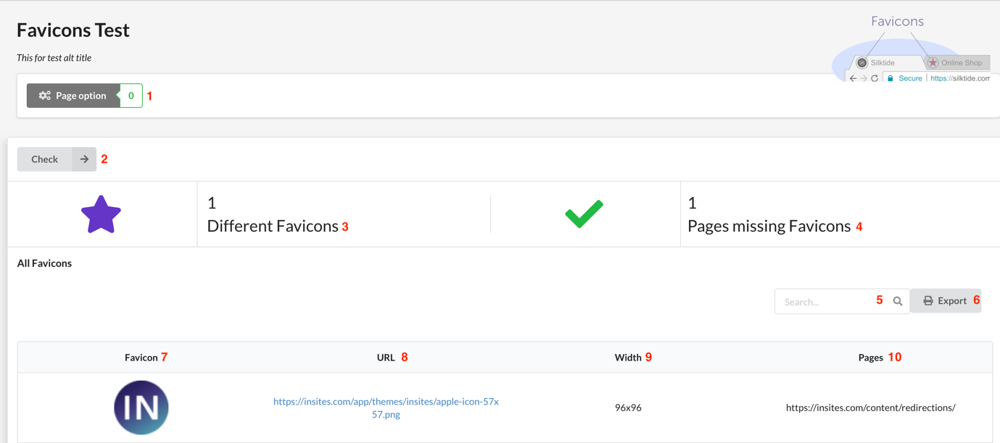 Favicons Test
This for test alt title
Favicons
Silktide
Online Shop
Secure | https://silktide.com
Page option 0 1
Check 2
1
Different Favicons 3
1
Pages missing Favicons 4
All Favicons
Search... 5
Export 6
Favicon 7 URL 8 Width 9 Pages 10
IN
https://insites.com/app/themes/insites/apple-icon-57x
57.png
96x96
https://insites.com/content/redirections/